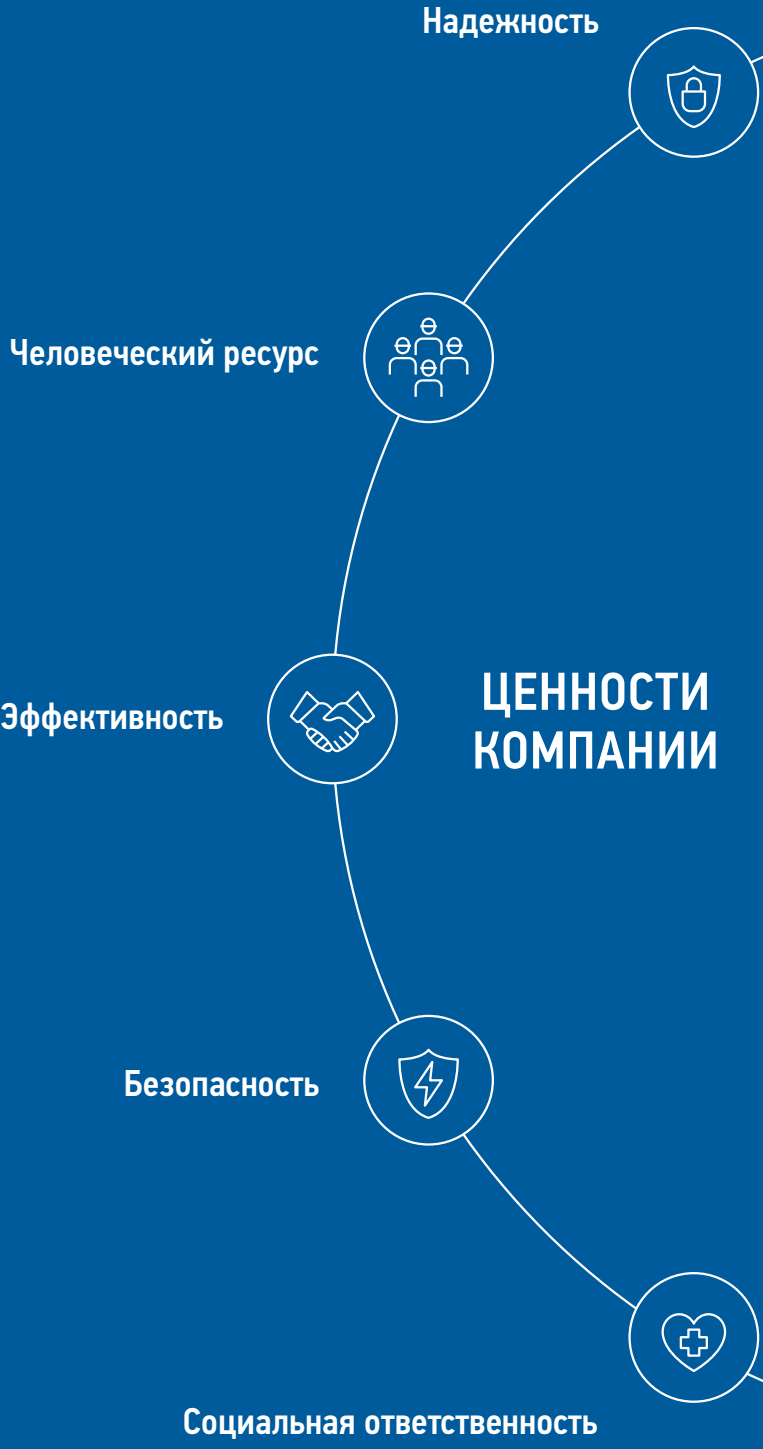 Надежность
Человеческий ресурс
Эффективность
ЦЕННОСТИ
КОМПАНИИ
Безопасность
Социальная ответственность